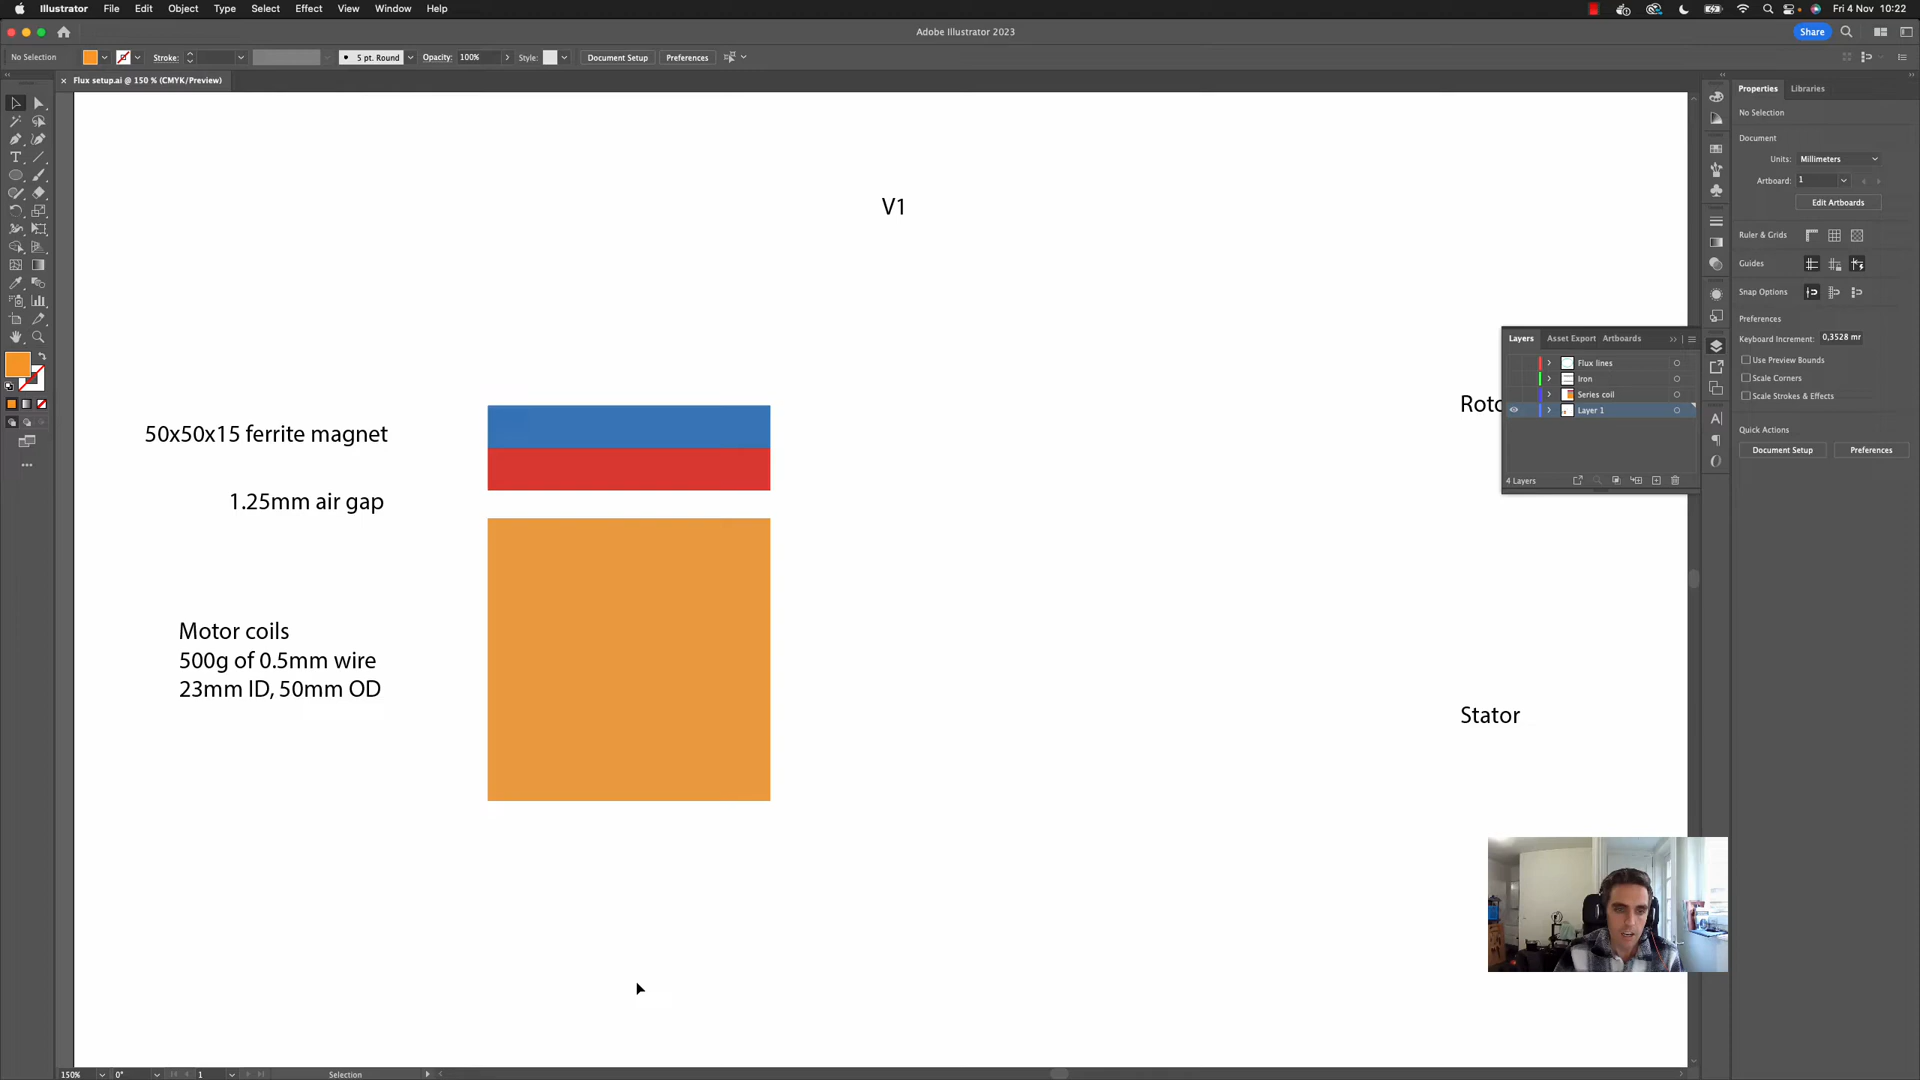 Illustrator File Edit Object Type Select Effect View Window Help
Fri 4 Nov 10:22
Adobe Illustrator 2023
Share
No Selection
Stroke:
5 pt. Round
Opacity: 100%
Style:
Document Setup
Preferences
Flux setup.ai @ 150 % (CMYK/Preview)
V1
50x50x15 ferrite magnet
1.25mm air gap
Motor coils
500g of 0.5mm wire
23mm ID, 50mm OD
Stator
Layers Asset Export Artboards
Flux lines
Iron
Series coil
Layer 1
4 Layers
Properties Libraries
No Selection
Document
Units: Millimeters
Artboard: 1
Edit Artboards
Ruler & Grids
Guides
Snap Options
Preferences
Keyboard Increment: 0,3528 mr
Use Preview Bounds
Scale Corners
Scale Strokes & Effects
Quick Actions
Document Setup
Preferences
150% 0° 1 Selection